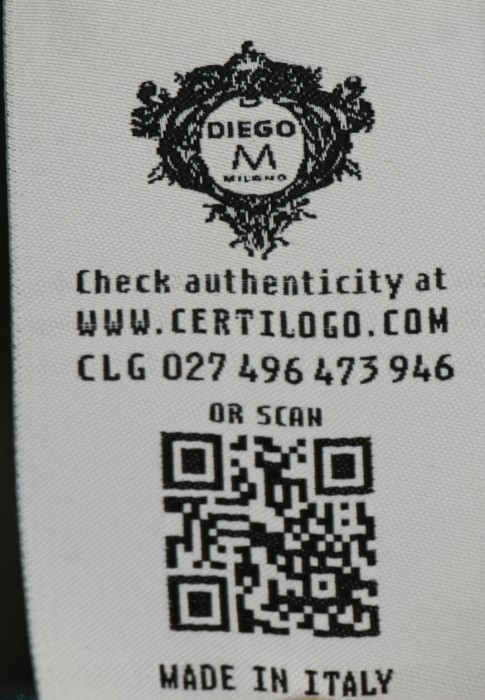 DIEGO
M
MILANO
Check authenticity at
WWW.CERTILOGO.COM
CLG 027 496 473 946
OR SCAN
MADE IN ITALY